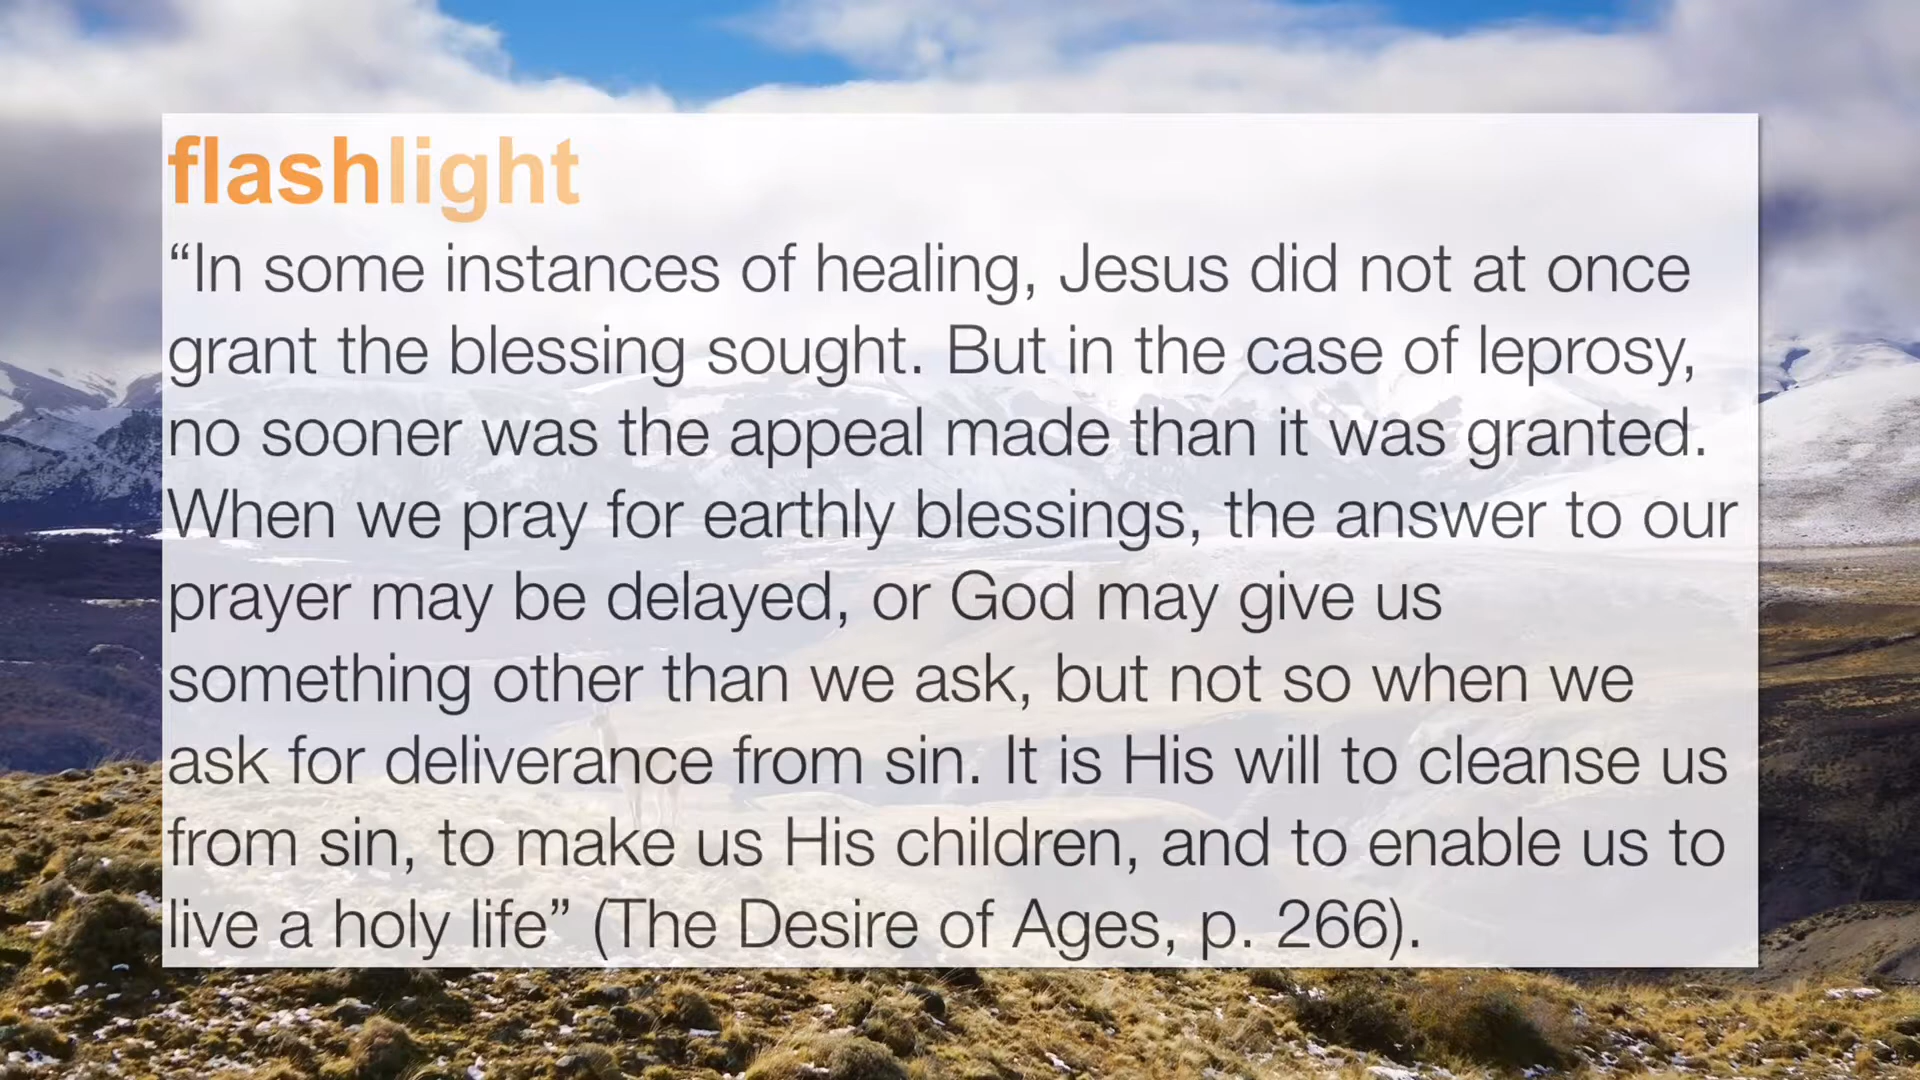 flashlight
“In some instances of healing, Jesus did not at once
grant the blessing sought. But in the case of leprosy,
no sooner was the appeal made than it was granted.
When we pray for earthly blessings, the answer to our
prayer may be delayed, or God may give us
something other than we ask, but not so when we
ask for deliverance from sin. It is His will to cleanse us
from sin, to make us His children, and to enable us to
live a holy life” (The Desire of Ages, p. 266).